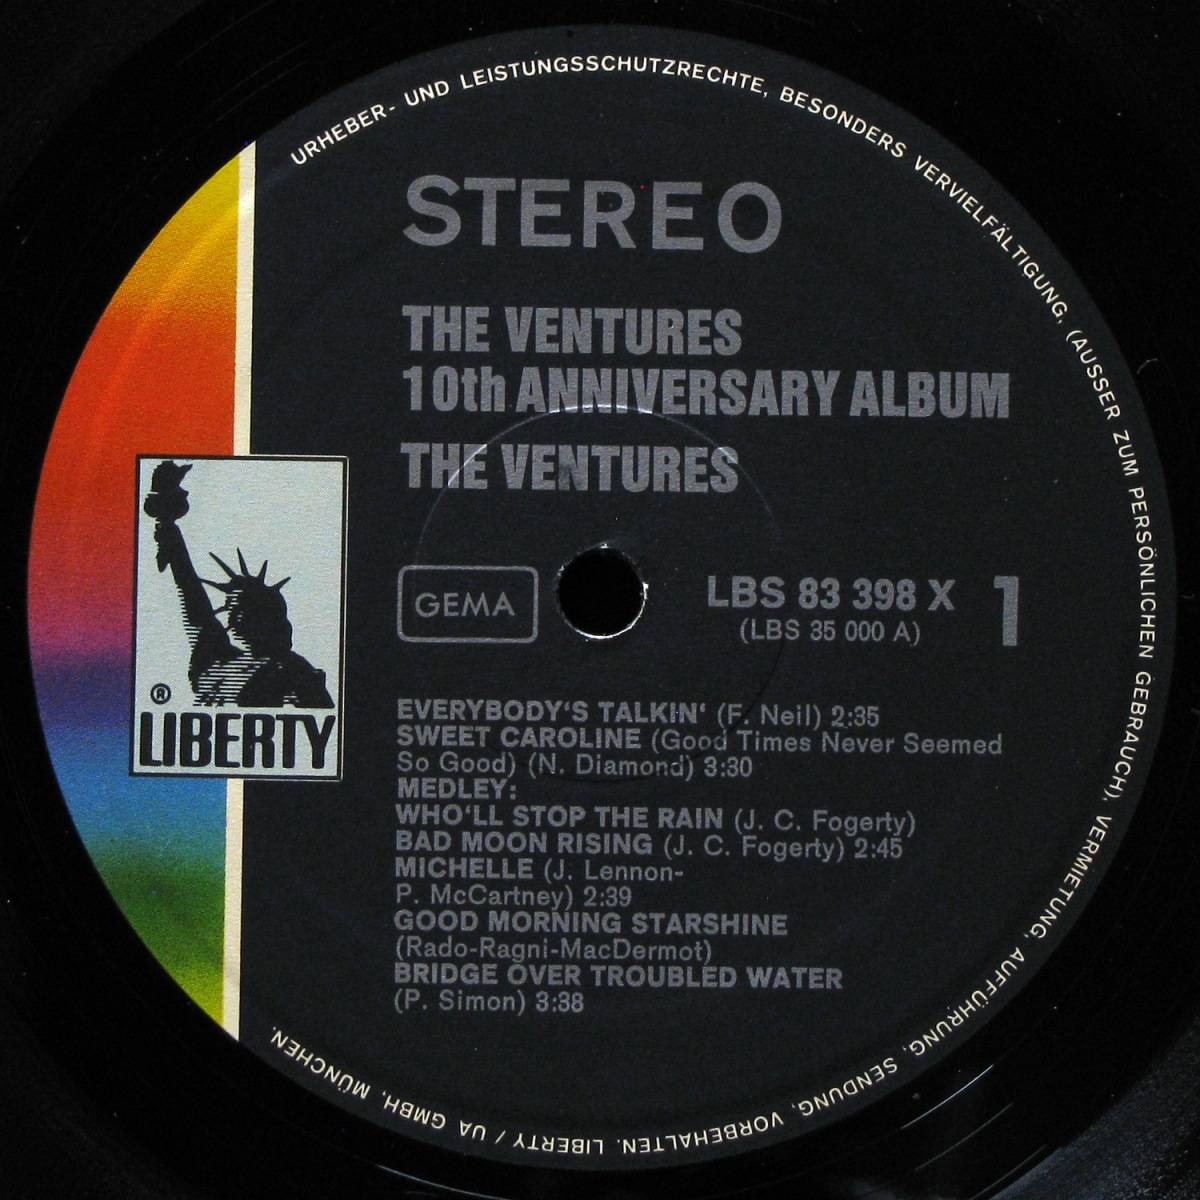 URHEBER- UND LEISTUNGSSCHUTZRECHTE, BESONDERS VERVIELFÄLTIGUNG, (AUSSER ZUM PERSÖNLICHEN GEBRAUCH), VERMIETUNG, AUFFÜHRUNG, SENDUNG, VORBEHALTEN. LIBERTY / UA GMBH, MÜNCHEN.
STEREO
THE VENTURES
10th ANNIVERSARY ALBUM
THE VENTURES
GEMA
LBS 83 398 X 1
(LBS 35 000 A)
®
LIBERTY
EVERYBODY'S TALKIN' (F. Neil) 2:35
SWEET CAROLINE (Good Times Never Seemed
So Good) (N. Diamond) 3:30
MEDLEY:
WHO'LL STOP THE RAIN (J. C. Fogerty)
BAD MOON RISING (J. C. Fogerty) 2:45
MICHELLE (J. Lennon-
P. McCartney) 2:39
GOOD MORNING STARSHINE
(Rado-Ragni-MacDermot)
BRIDGE OVER TROUBLED WATER
(P. Simon) 3:38